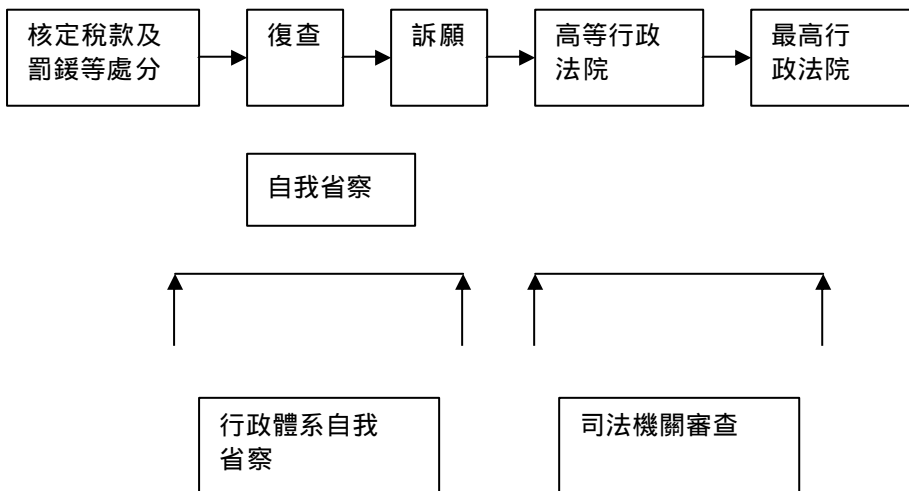 核定稅款及
罰鍰等處分
復查
訴願
高等行政
法院
最高行
政法院
自我省察
行政體系自我
省察
司法機關審查